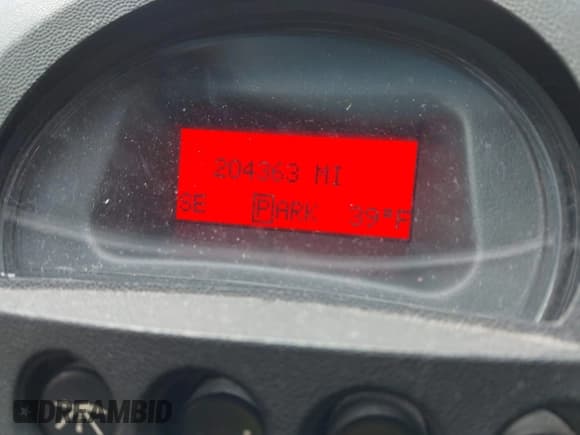 204363 MI
SE PARK 39°F
DREAMBID